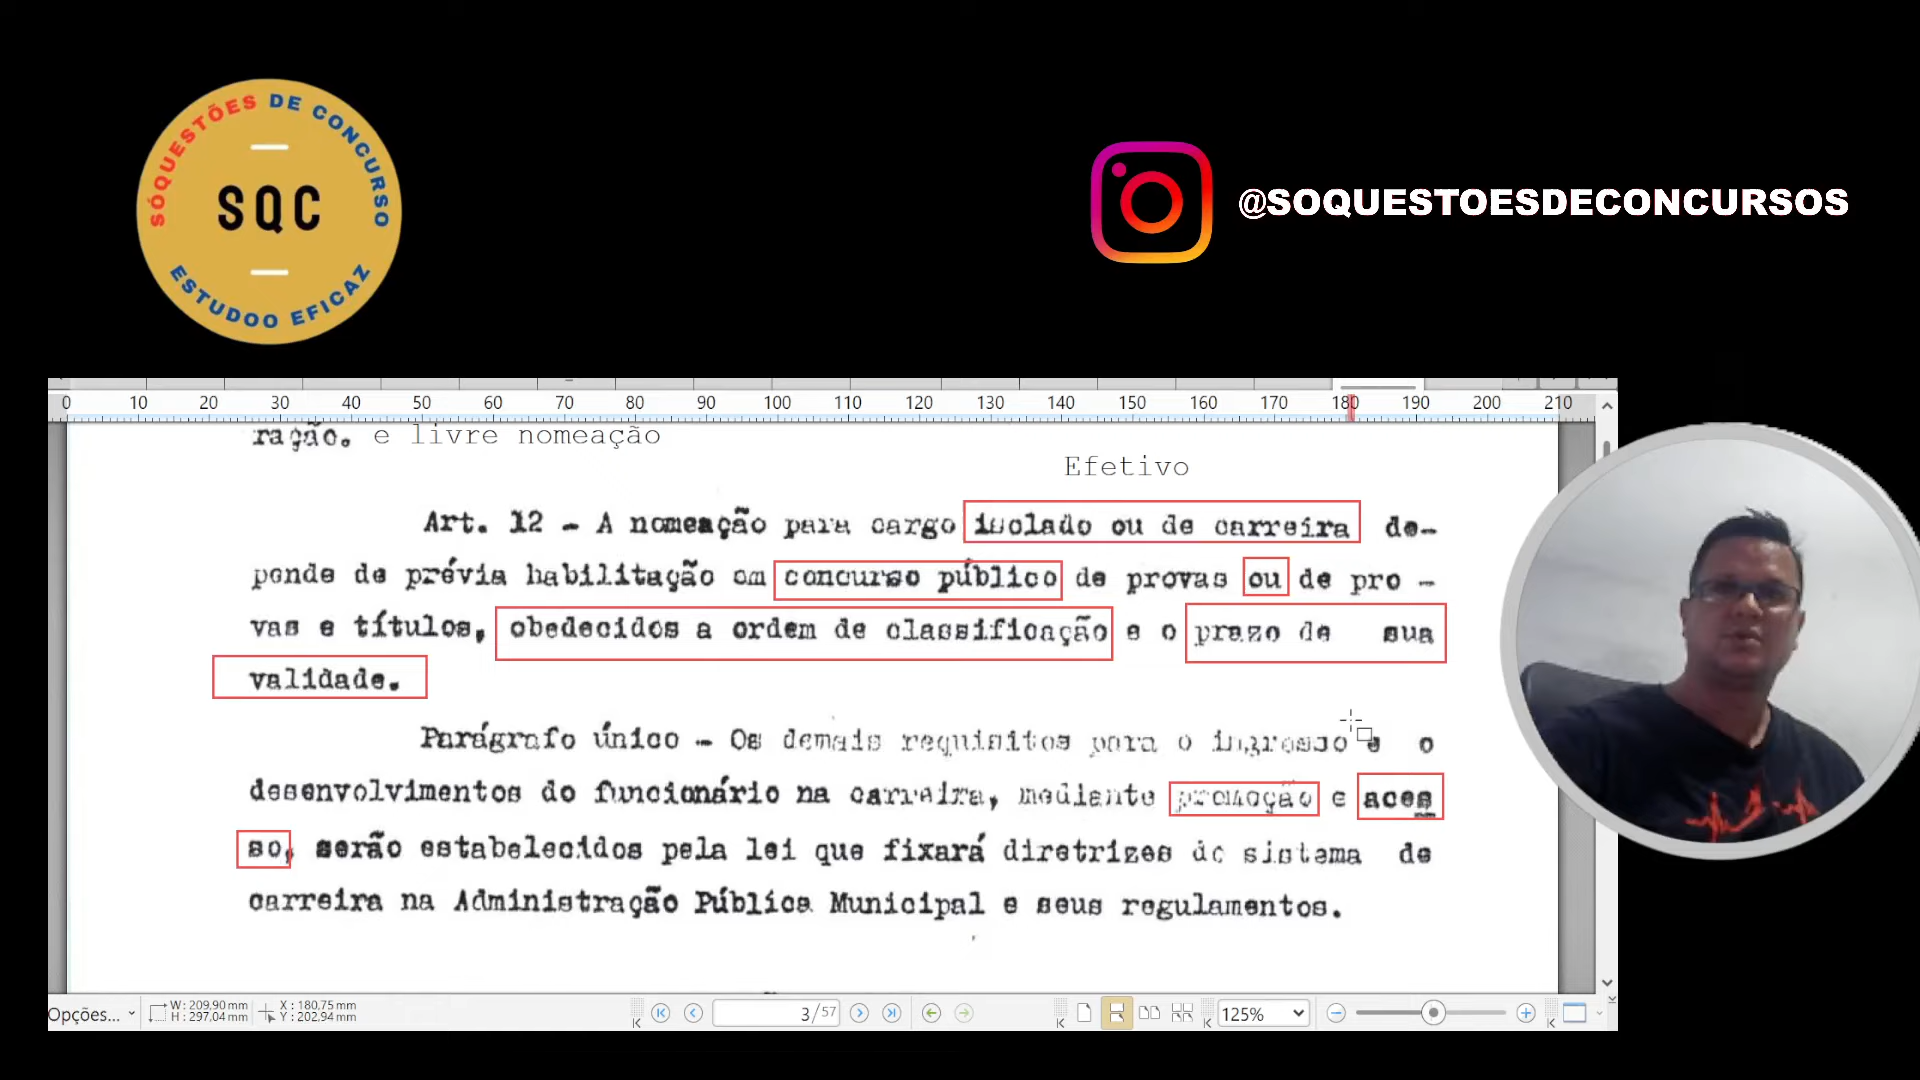 SÓQUESTÕES DE CONCURSO
SQC
ESTUDOO EFICAZ
@SOQUESTOESDECONCURSOS
0 10 20 30 40 50 60 70 80 90 100 110 120 130 140 150 160 170 180 190 200 210
ração. e livre nomeação
Efetivo
Art. 12 - A nomeação para cargo isolado ou de carreira de-
pende de prévia habilitação em concurso público de provas ou de pro -
vas e títulos, obedecidos a ordem de classificação e o prazo de sua
validade.
Parágrafo único - Os demais requisitos para o ingresso e o
desenvolvimentos do funcionário na carreira, mediante promoção e aces
so, serão estabelecidos pela lei que fixará diretrizes do sistema de
carreira na Administração Pública Municipal e seus regulamentos.
Opções... W: 209,90 mm X: 180,75 mm 3/57 125%
H: 297,04 mm Y: 202,94 mm